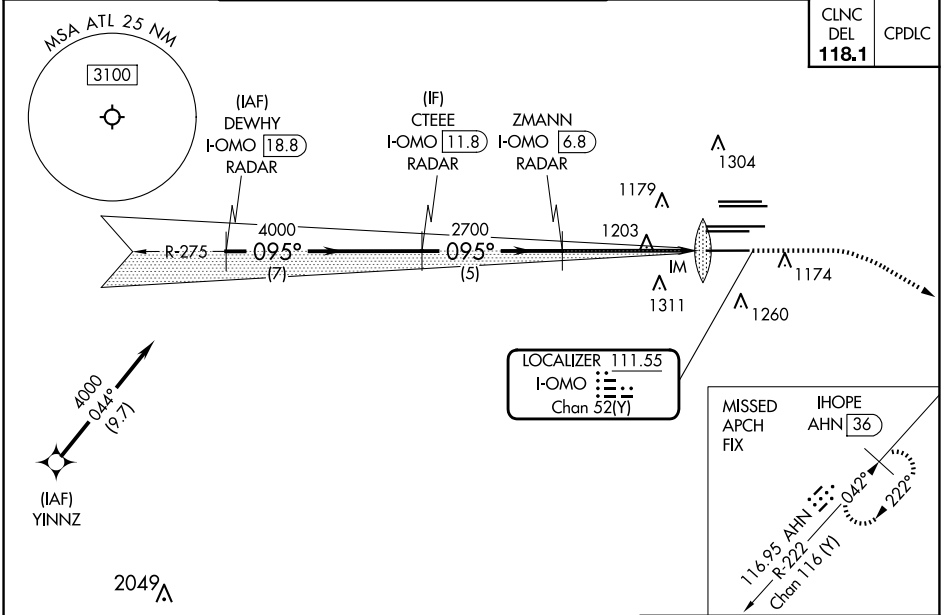 MSA ATL 25 NM
3100
CLNC
DEL
118.1
CPDLC
(IAF)
DEWHY
I-OMO 18.8
RADAR
(IF)
CTEEE
I-OMO 11.8
RADAR
ZMANN
I-OMO 6.8
RADAR
1304
1179
1203
R-275
4000
095°
(7)
2700
095°
(5)
IM
1311
1174
1260
4000
044°
(9.7)
(IAF)
YINNZ
LOCALIZER 111.55
I-OMO
Chan 52(Y)
MISSED
APCH
FIX
IHOPE
AHN 36
042°
222°
116.95 AHN
R-222
Chan 116 (Y)
2049